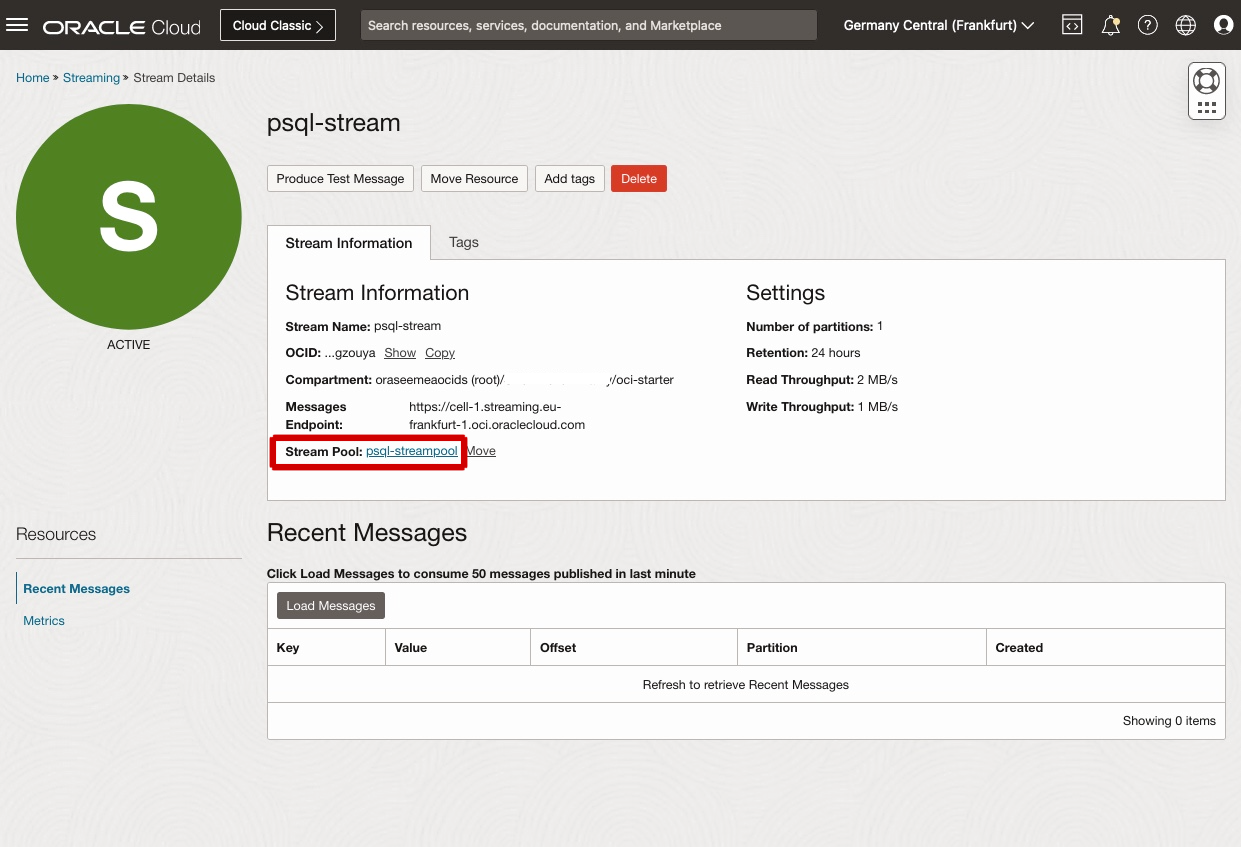 ORACLE Cloud
Cloud Classic
Search resources, services, documentation, and Marketplace
Germany Central (Frankfurt)
Home » Streaming » Stream Details
S
ACTIVE
psql-stream
Produce Test Message
Move Resource
Add tags
Delete
Stream Information
Tags
Stream Information
Stream Name: psql-stream
OCID: ...gzouya Show Copy
Compartment: oraseemeaocids (root)/ /oci-starter
Messages Endpoint: https://cell-1.streaming.eu-
frankfurt-1.oci.oraclecloud.com
Stream Pool: psql-streampool Move
Settings
Number of partitions: 1
Retention: 24 hours
Read Throughput: 2 MB/s
Write Throughput: 1 MB/s
Resources
Recent Messages
Metrics
Recent Messages
Click Load Messages to consume 50 messages published in last minute
Load Messages
Key Value Offset Partition Created
Refresh to retrieve Recent Messages
Showing 0 items